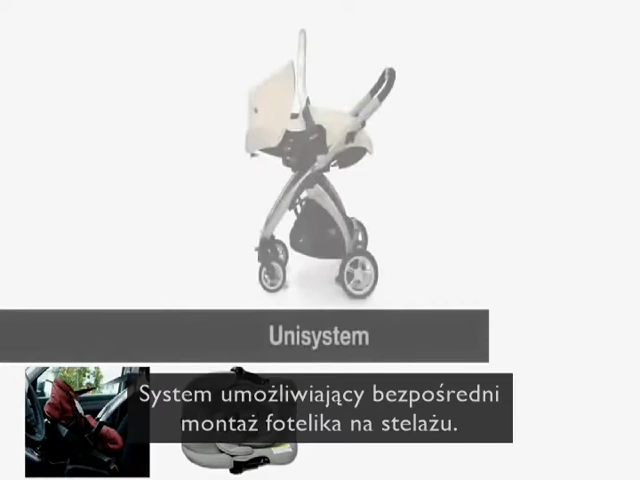 Unisystem
System umożliwiający bezpośredni
montaż fotelika na stelażu.